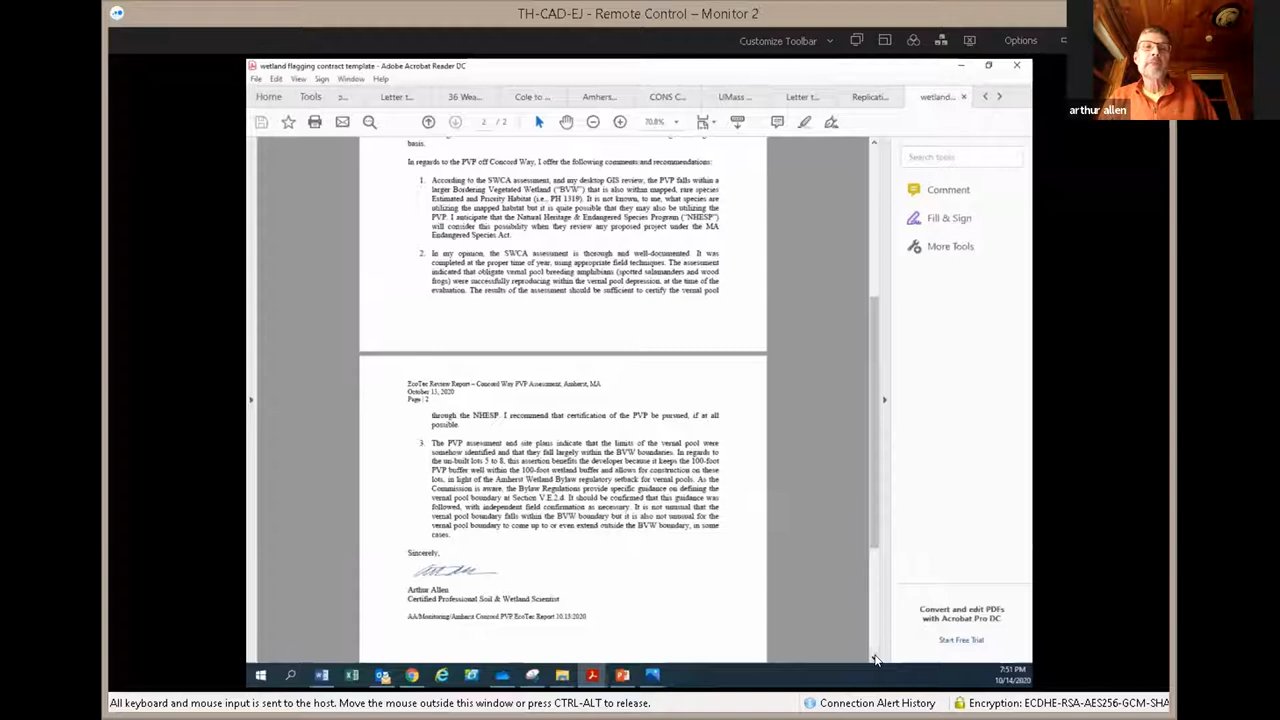 TH-CAD-EJ - Remote Control – Monitor 2
Customize Toolbar
Options
arthur allen
wetland flagging contract template - Adobe Acrobat Reader DC
File Edit View Sign Window Help
Home Tools p... Letter t... 36 Wea... Cole to ... Amhers... CONS C... UMass ... Letter t... Replicati... wetland...
2 / 2 70.8%
basis.
In regards to the PVP off Concord Way, I offer the following comments and recommendations:
1. According to the SWCA assessment, and my desktop GIS review, the PVP falls within a
larger Bordering Vegetated Wetland ("BVW") that is also within mapped, rare species
Estimated and Priority Habitat (i.e., PH 1319). It is not known, to me, what species are
utilizing the mapped habitat but it is quite possible that they may also be utilizing the
PVP. I anticipate that the Natural Heritage & Endangered Species Program ("NHESP")
will consider this possibility when they review any proposed project under the MA
Endangered Species Act.
2. In my opinion, the SWCA assessment is thorough and well-documented. It was
completed at the proper time of year, using appropriate field techniques. The assessment
indicated that obligate vernal pool breeding amphibians (spotted salamanders and wood
frogs) were successfully reproducing within the vernal pool depression, at the time of the
evaluation. The results of the assessment should be sufficient to certify the vernal pool
EcoTec Review Report – Concord Way PVP Assessment, Amherst, MA
October 13, 2020
Page | 2
through the NHESP. I recommend that certification of the PVP be pursued, if at all
possible.
3. The PVP assessment and site plans indicate that the limits of the vernal pool were
somehow identified and that they fall largely within the BVW boundaries. In regards to
the un-built lots 5 to 8, this assertion benefits the developer because it keeps the 100-foot
PVP buffer well within the 100-foot wetland buffer and allows for construction on these
lots, in light of the Amherst Wetland Bylaw regulatory setback for vernal pools. As the
Commission is aware, the Bylaw Regulations provide specific guidance on defining the
vernal pool boundary at Section V.E.2.d. It should be confirmed that this guidance was
followed, with independent field confirmation as necessary. It is not unusual that the
vernal pool boundary falls within the BVW boundary but it is also not unusual for the
vernal pool boundary to come up to or even extend outside the BVW boundary, in some
cases.
Sincerely,
Arthur Allen
Certified Professional Soil & Wetland Scientist
AA/Monitoring/Amherst Concord PVP EcoTec Report 10.13/2020
Search tools
Comment
Fill & Sign
More Tools
Convert and edit PDFs
with Acrobat Pro DC
Start Free Trial
7:51 PM
10/14/2020
All keyboard and mouse input is sent to the host. Move the mouse outside this window or press CTRL-ALT to release.
Connection Alert History
Encryption: ECDHE-RSA-AES256-GCM-SHA